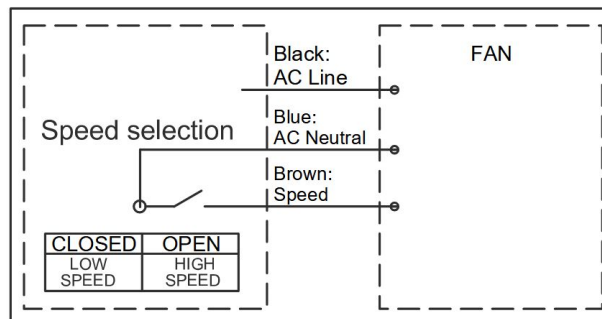 Black:
AC Line
FAN
Blue:
AC Neutral
Speed selection
Brown:
Speed
CLOSED OPEN
LOW SPEED HIGH SPEED